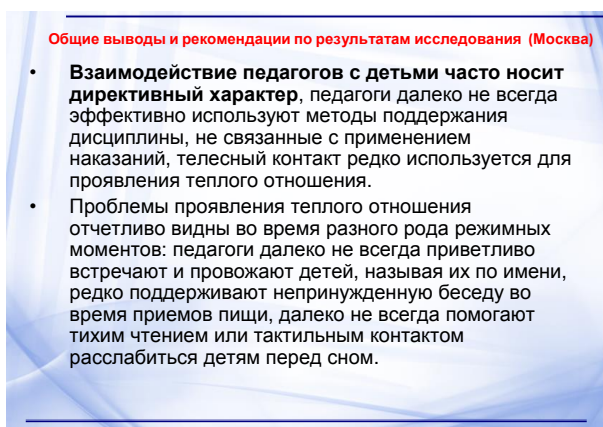 Общие выводы и рекомендации по результатам исследования (Москва)
• Взаимодействие педагогов с детьми часто носит
директивный характер, педагоги далеко не всегда
эффективно используют методы поддержания
дисциплины, не связанные с применением
наказаний, телесный контакт редко используется для
проявления теплого отношения.
• Проблемы проявления теплого отношения
отчетливо видны во время разного рода режимных
моментов: педагоги далеко не всегда приветливо
встречают и провожают детей, называя их по имени,
редко поддерживают непринужденную беседу во
время приемов пищи, далеко не всегда помогают
тихим чтением или тактильным контактом
расслабиться детям перед сном.